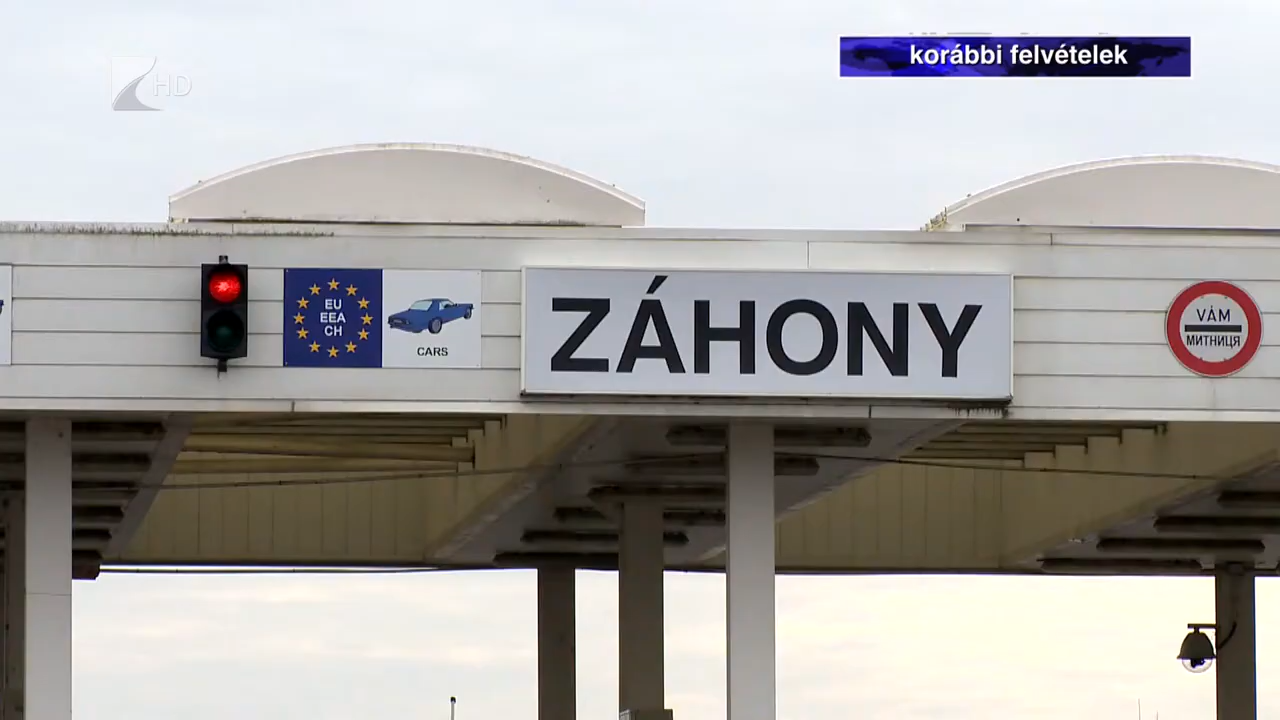 korábbi felvételek
HD
EU
EEA
CH
CARS
ZÁHONY
VÁM
МИТНИЦЯ